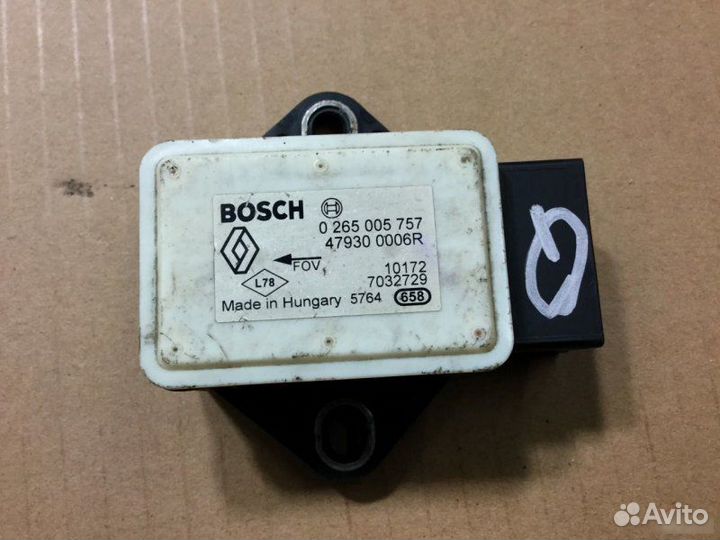 BOSCH
0 265 005 757
47930 0006R
FOV
10172
L78
7032729
Made in Hungary 5764 658
Avito